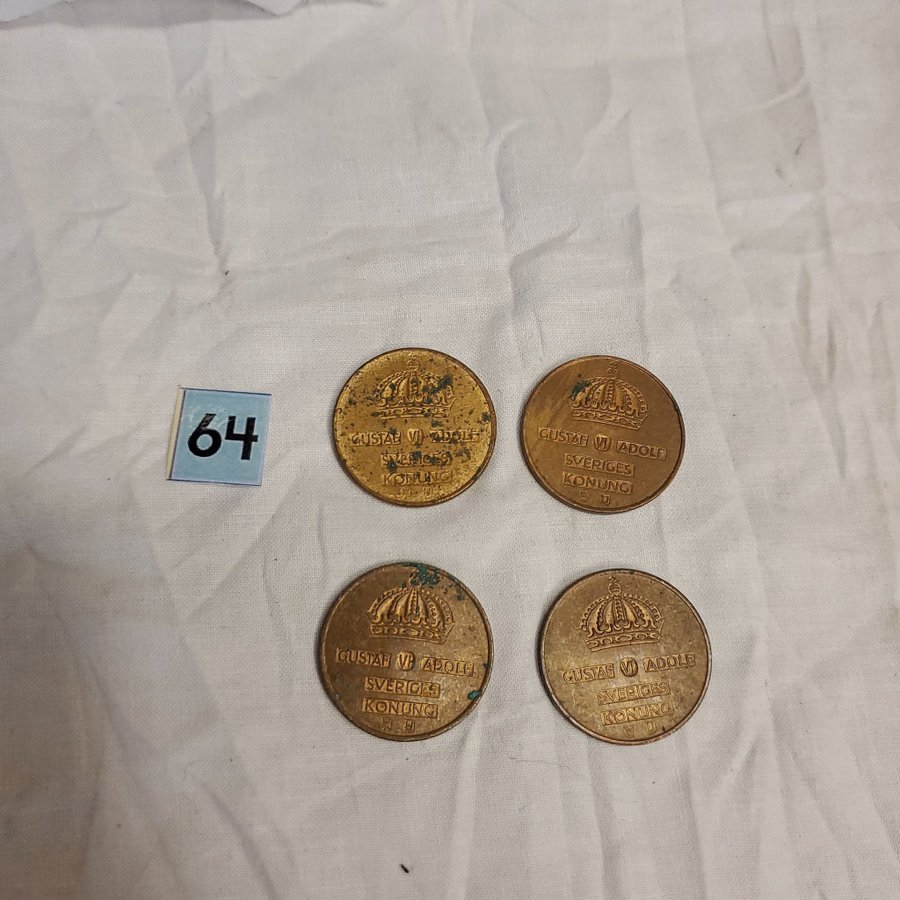 64
GUSTAF VI ADOLF
SVERIGES
KONUNG
GUSTAF VI ADOLF
SVERIGES
KONUNG
GUSTAF VI ADOLF
SVERIGES
KONUNG
GUSTAF VI ADOLF
SVERIGES
KONUNG